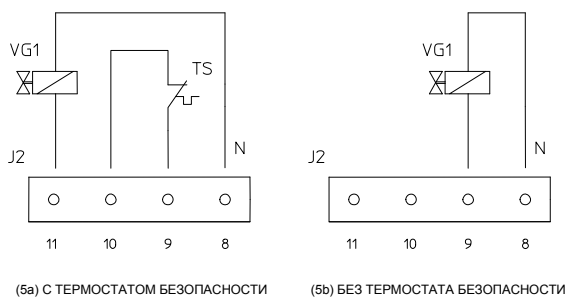 VG1
TS
N
J2
11 10 9 8
(5a) С ТЕРМОСТАТОМ БЕЗОПАСНОСТИ
VG1
N
J2
11 10 9 8
(5b) БЕЗ ТЕРМОСТАТА БЕЗОПАСНОСТИ